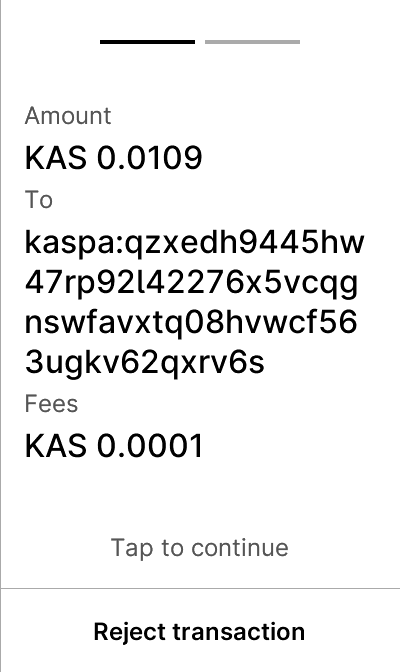 Amount
KAS 0.0109
To
kaspa:qzxedh9445hw
47rp92l42276x5vcqg
nswfavxtq08hvwcf56
3ugkv62qxrv6s
Fees
KAS 0.0001
Tap to continue
Reject transaction